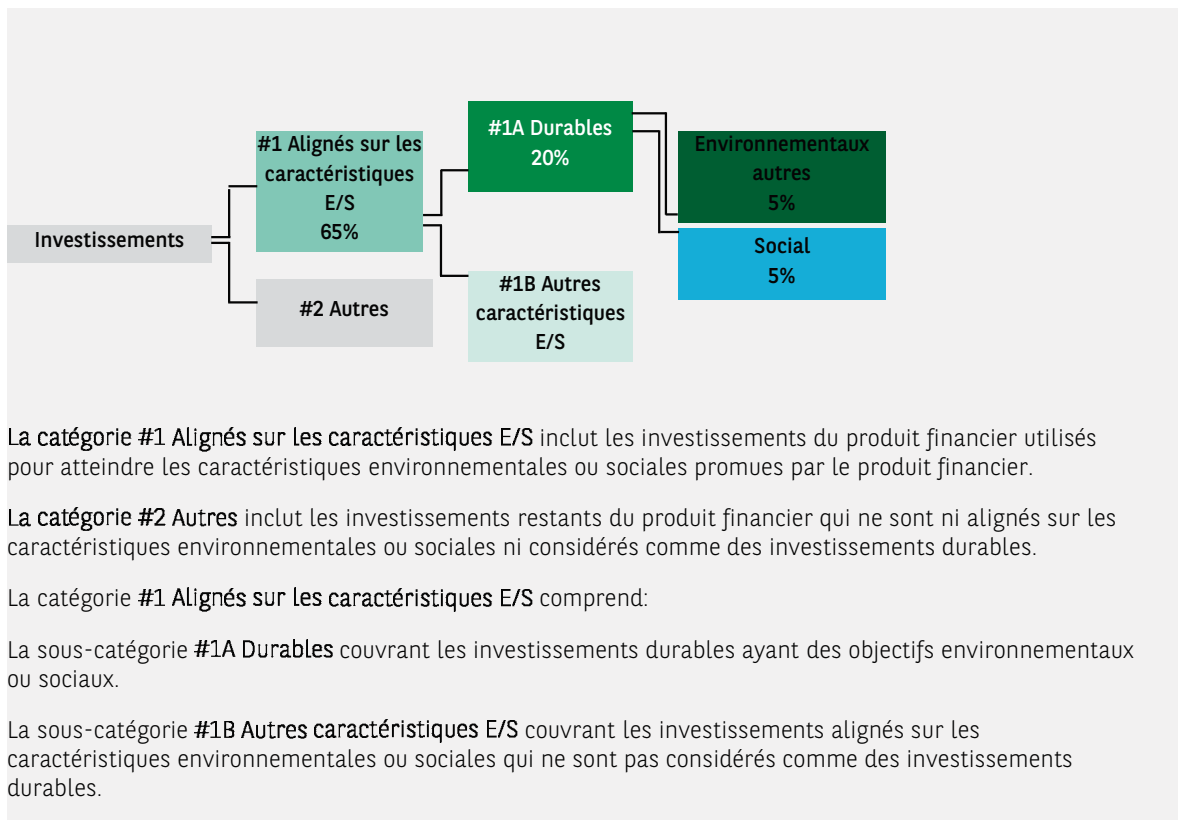 #1A Durables
20%
#1 Alignés sur les
caractéristiques
E/S
65%
Environnementaux
autres
5%
Investissements
Social
5%
#2 Autres
#1B Autres
caractéristiques
E/S
La catégorie #1 Alignés sur les caractéristiques E/S inclut les investissements du produit financier utilisés
pour atteindre les caractéristiques environnementales ou sociales promues par le produit financier.
La catégorie #2 Autres inclut les investissements restants du produit financier qui ne sont ni alignés sur les
caractéristiques environnementales ou sociales ni considérés comme des investissements durables.
La catégorie #1 Alignés sur les caractéristiques E/S comprend:
La sous-catégorie #1A Durables couvrant les investissements durables ayant des objectifs environnementaux
ou sociaux.
La sous-catégorie #1B Autres caractéristiques E/S couvrant les investissements alignés sur les
caractéristiques environnementales ou sociales qui ne sont pas considérés comme des investissements
durables.